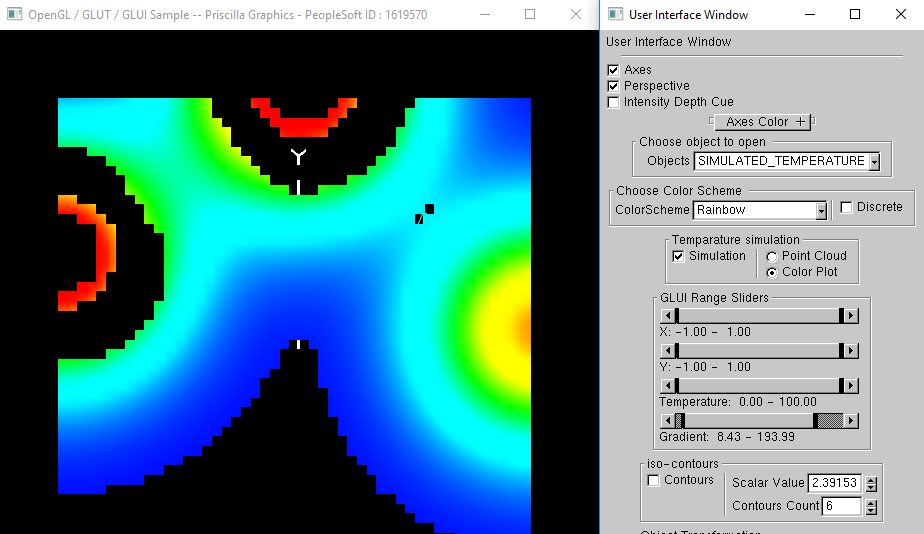 OpenGL / GLUT / GLUI Sample -- Priscilla Graphics - PeopleSoft ID : 1619570
Y
User Interface Window
User Interface Window
Axes
Perspective
Intensity Depth Cue
Axes Color +
Choose object to open
Objects SIMULATED_TEMPERATURE
Choose Color Scheme
ColorScheme Rainbow Discrete
Temparature simulation
Simulation Point Cloud
Color Plot
GLUI Range Sliders
X: -1.00 - 1.00
Y: -1.00 - 1.00
Temperature: 0.00 - 100.00
Gradient: 8.43 - 193.99
iso-contours
Contours Scalar Value 2.39153
Contours Count 6
Object Transformation